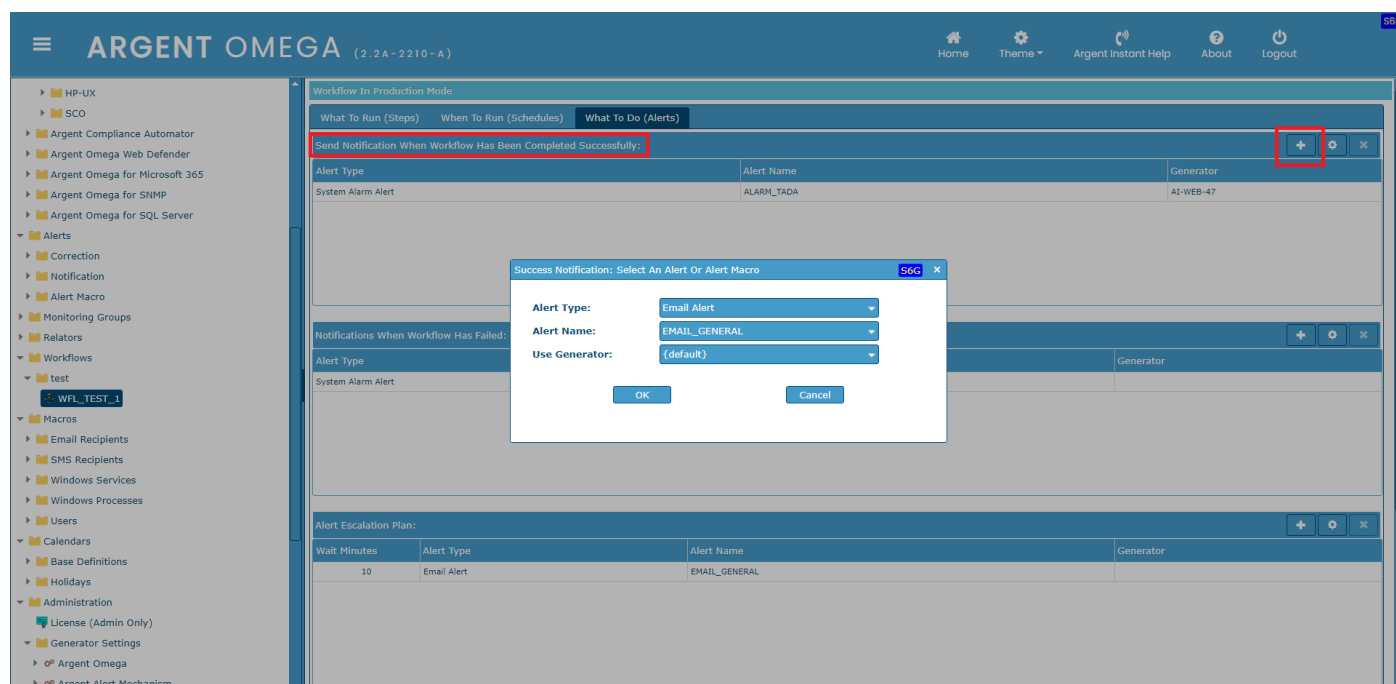 S6
ARGENT OMEGA (2.2A-2210-A)
Home
Theme
Argent Instant Help
About
Logout
HP-UX
SCO
Argent Compliance Automator
Argent Omega Web Defender
Argent Omega for Microsoft 365
Argent Omega for SNMP
Argent Omega for SQL Server
Alerts
Correction
Notification
Alert Macro
Monitoring Groups
Relators
Workflows
test
WFL_TEST_1
Macros
Email Recipients
SMS Recipients
Windows Services
Windows Processes
Users
Calendars
Base Definitions
Holidays
Administration
License (Admin Only)
Generator Settings
Argent Omega
Argent Alert Mechanism
Workflow In Production Mode
What To Run (Steps) When To Run (Schedules) What To Do (Alerts)
Send Notification When Workflow Has Been Completed Successfully:
Alert Type Alert Name Generator
System Alarm Alert ALARM_TADA AI-WEB-47
Success Notification: Select An Alert Or Alert Macro S6G ×
Alert Type: Email Alert
Alert Name: EMAIL_GENERAL
Use Generator: {default}
OK Cancel
Notifications When Workflow Has Failed:
Alert Type Generator
System Alarm Alert
Alert Escalation Plan:
Wait Minutes Alert Type Alert Name Generator
10 Email Alert EMAIL_GENERAL